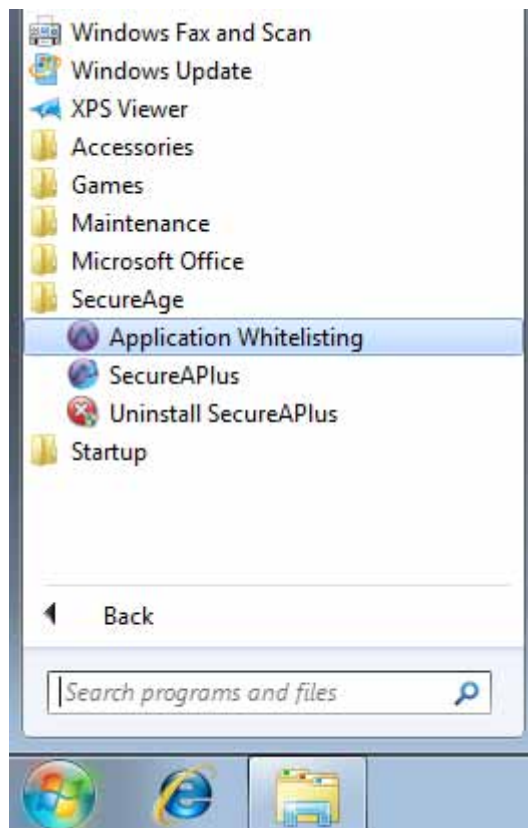 Windows Fax and Scan
Windows Update
XPS Viewer
Accessories
Games
Maintenance
Microsoft Office
SecureAge
Application Whitelisting
SecureAPlus
Uninstall SecureAPlus
Startup
Back
Search programs and files